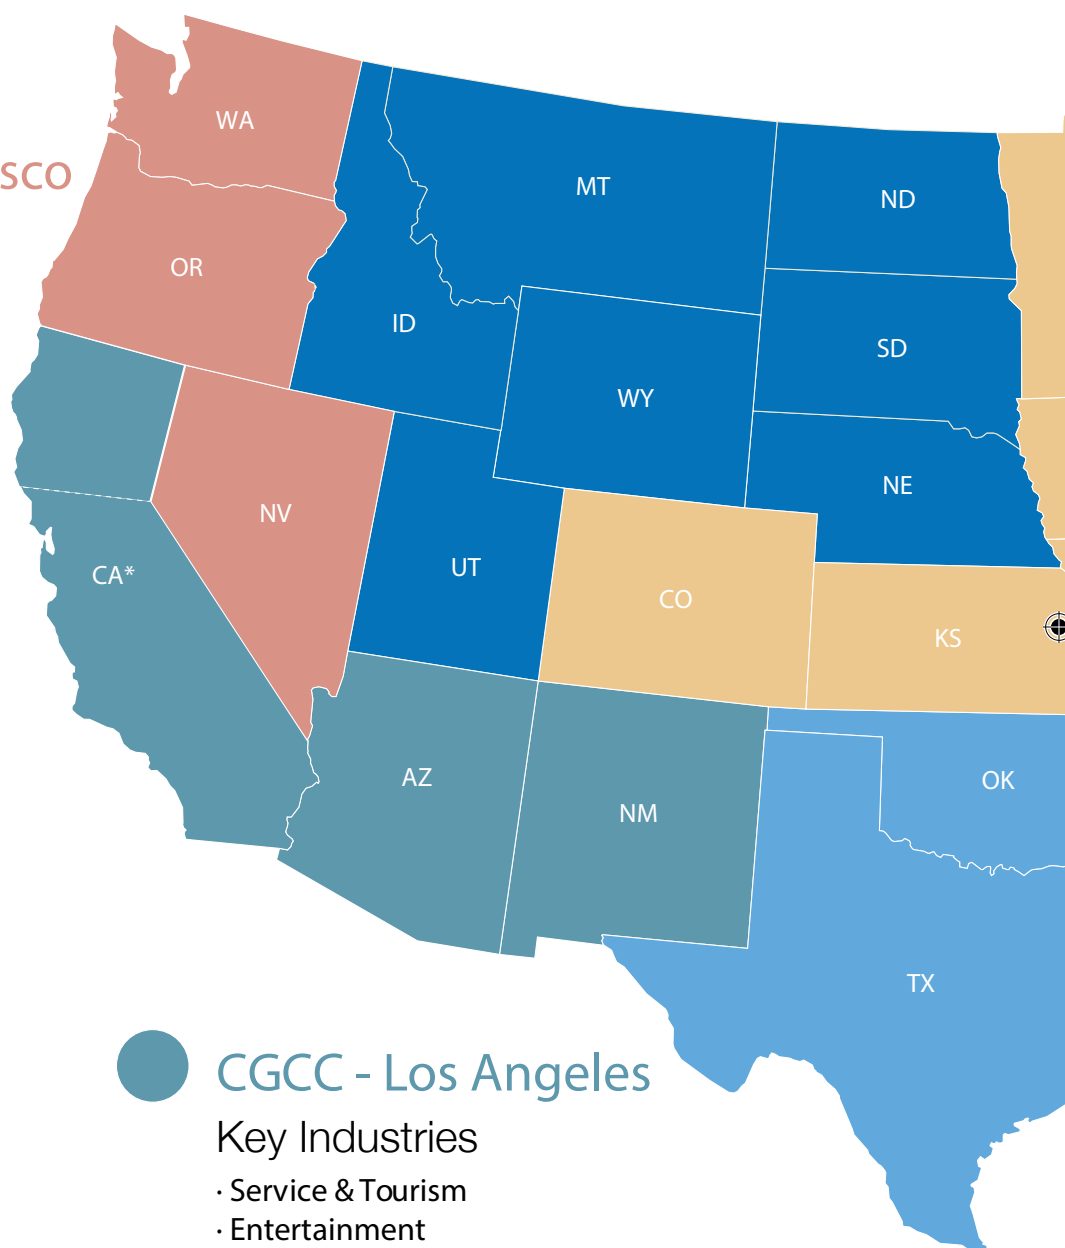 WA
SCO
MT
ND
OR
ID
SD
WY
NE
NV
UT
CA*
CO
KS
AZ
OK
NM
TX
CGCC - Los Angeles
Key Industries
· Service & Tourism
· Entertainment